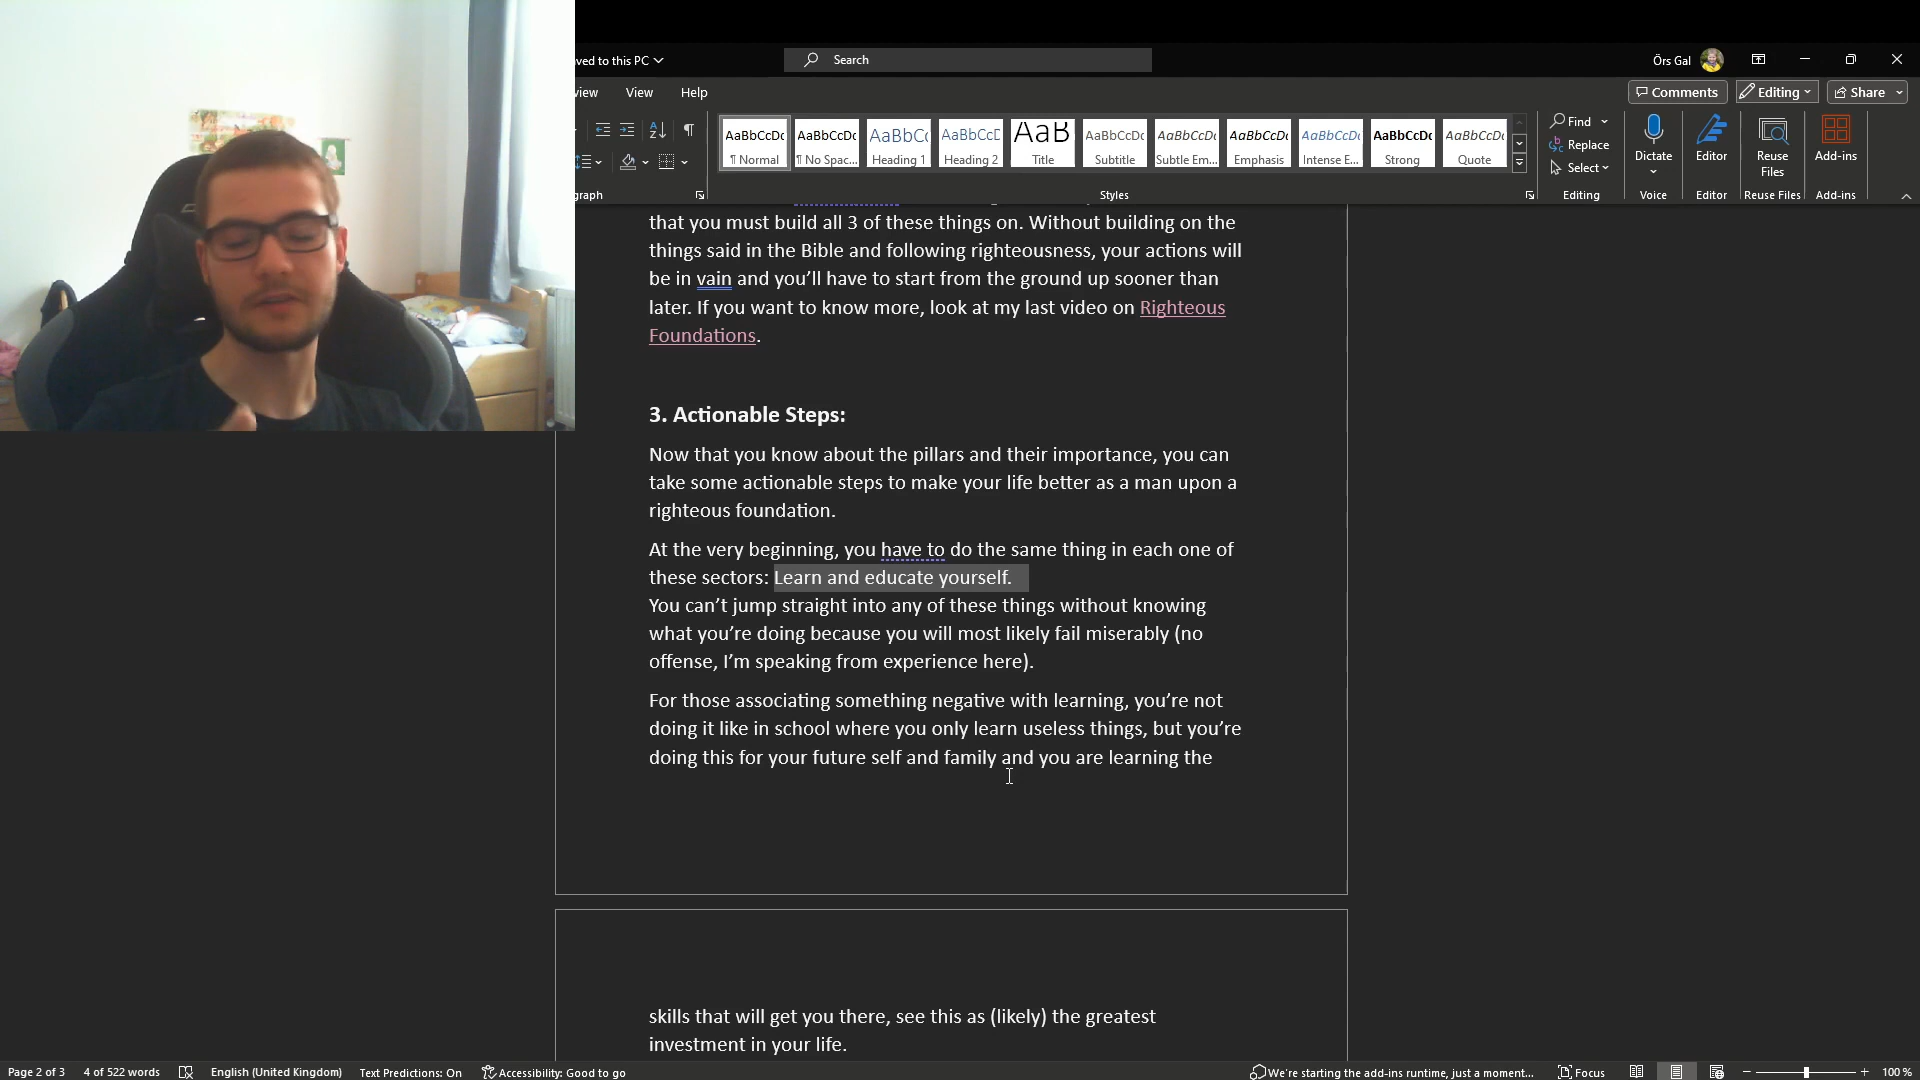 ved to this PC
Search
Örs Gal
view
View
Help
Comments
Editing
Share
AaBbCcDc
AaBbCcDc
AaBbC
AaBbCcD
AaB
AaBbCcDc
AaBbCcDc
AaBbCcDc
AaBbCcDc
AaBbCcDc
AaBbCcDc
¶ Normal
¶ No Spac...
Heading 1
Heading 2
Title
Subtitle
Subtle Em...
Emphasis
Intense E...
Strong
Quote
Find
Replace
Select
Dictate
Editor
Reuse
Files
Add-ins
graph
Styles
Editing
Voice
Editor
Reuse Files
Add-ins
that you must build all 3 of these things on. Without building on the
things said in the Bible and following righteousness, your actions will
be in vain and you’ll have to start from the ground up sooner than
later. If you want to know more, look at my last video on Righteous
Foundations.
3. Actionable Steps:
Now that you know about the pillars and their importance, you can
take some actionable steps to make your life better as a man upon a
righteous foundation.
At the very beginning, you have to do the same thing in each one of
these sectors: Learn and educate yourself.
You can’t jump straight into any of these things without knowing
what you’re doing because you will most likely fail miserably (no
offense, I’m speaking from experience here).
For those associating something negative with learning, you’re not
doing it like in school where you only learn useless things, but you’re
doing this for your future self and family and you are learning the
skills that will get you there, see this as (likely) the greatest
investment in your life.
Page 2 of 3
4 of 522 words
English (United Kingdom)
Text Predictions: On
Accessibility: Good to go
We're starting the add-ins runtime, just a moment...
Focus
100 %